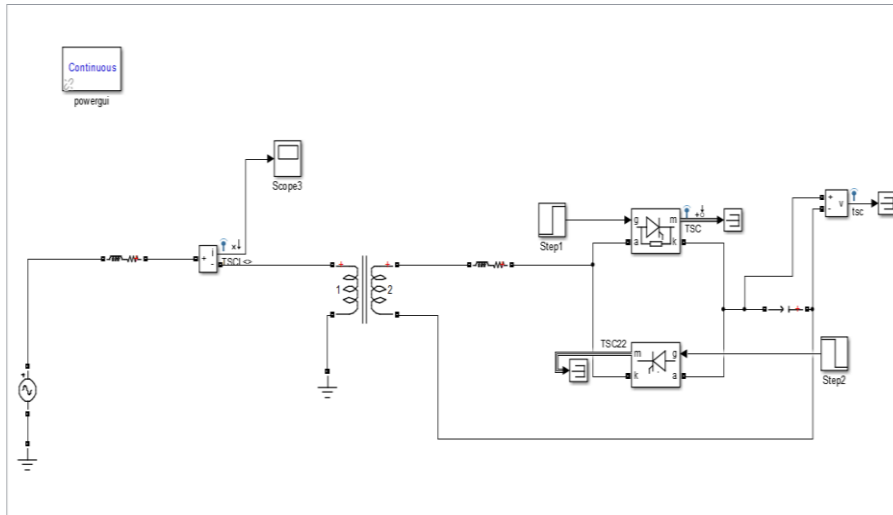 Continuous
powergui
Scope3
i
+
-
TSCI <>
1
2
Step1
g
m
a
k
TSC
+
-
v
tsc
TSC22
m
g
k
a
Step2